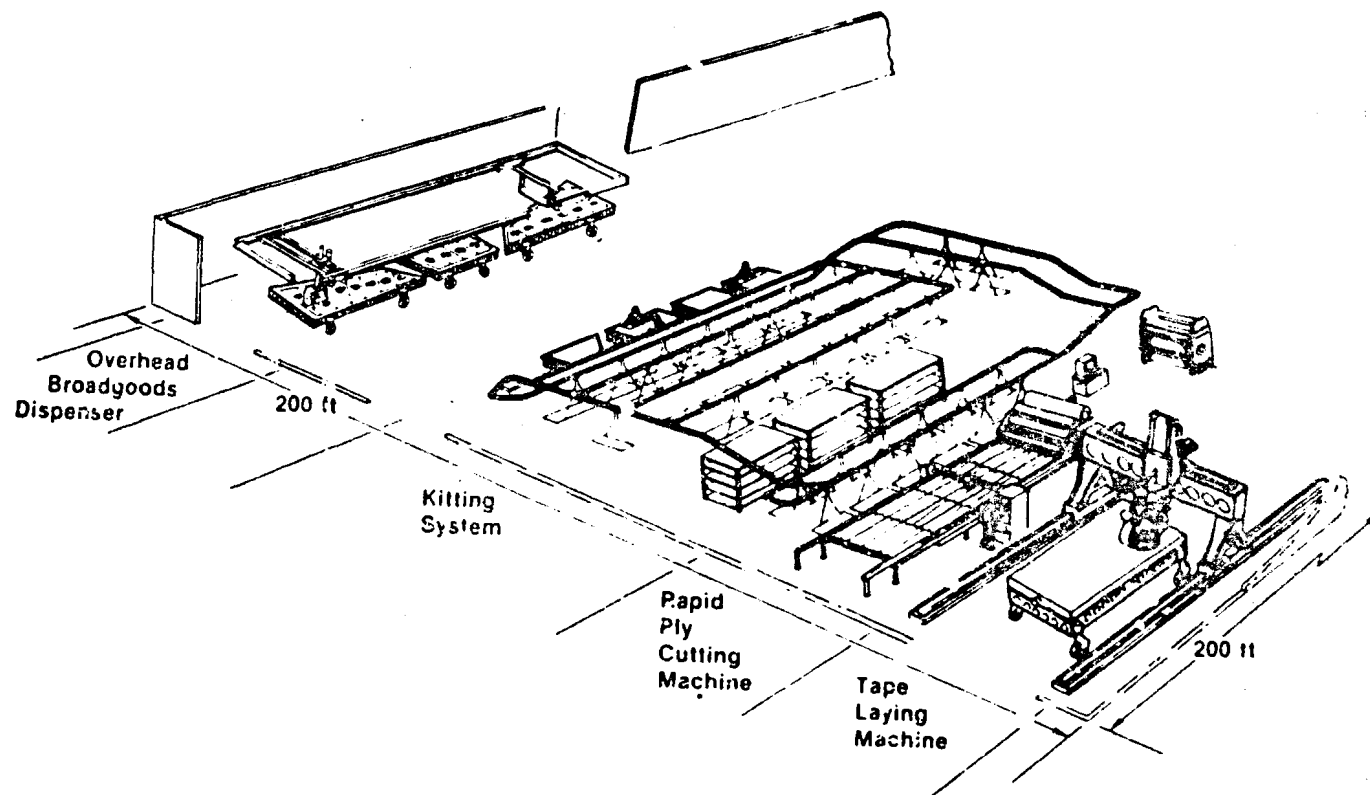 Overhead
Broadgoods
Dispenser
200 ft
Kitting
System
Rapid
Ply
Cutting
Machine
Tape
Laying
Machine
200 ft